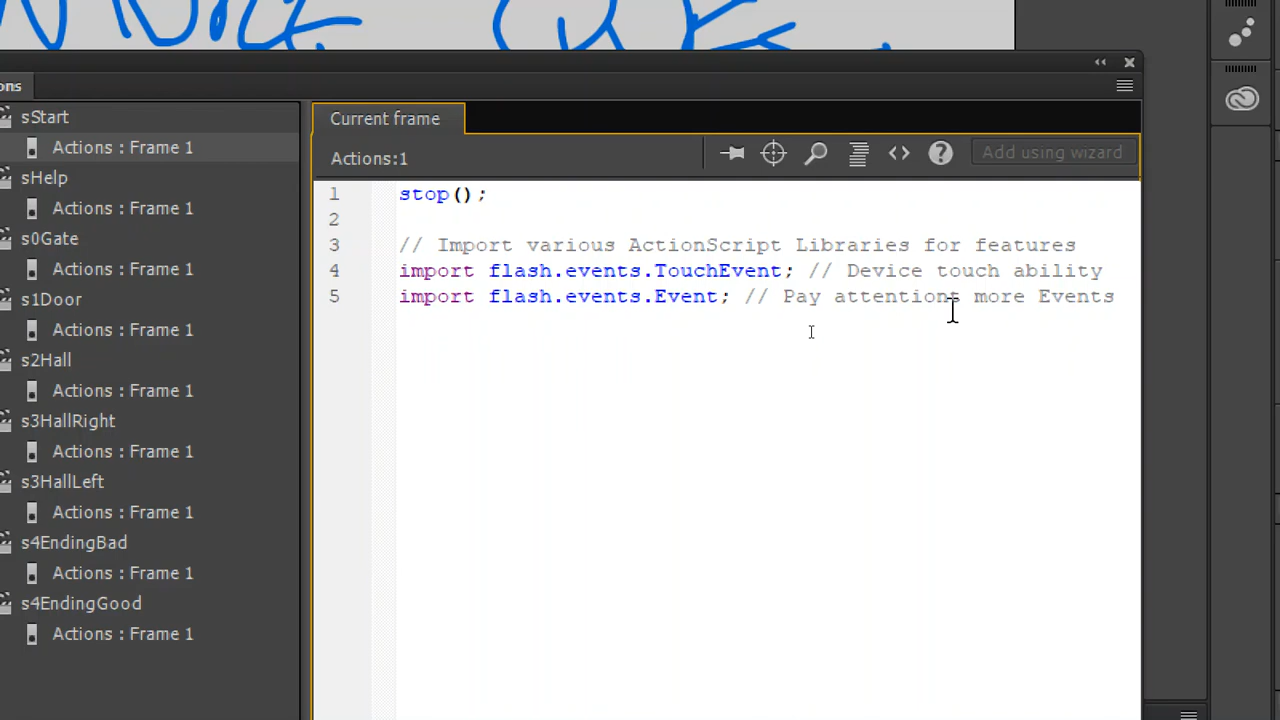 ons
sStart
Actions : Frame 1
sHelp
Actions : Frame 1
s0Gate
Actions : Frame 1
s1Door
Actions : Frame 1
s2Hall
Actions : Frame 1
s3HallRight
Actions : Frame 1
s3HallLeft
Actions : Frame 1
s4EndingBad
Actions : Frame 1
s4EndingGood
Actions : Frame 1
Current frame
Actions:1
Add using wizard
1 stop();
2
3 // Import various ActionScript Libraries for features
4 import flash.events.TouchEvent; // Device touch ability
5 import flash.events.Event; // Pay attentiont more Events